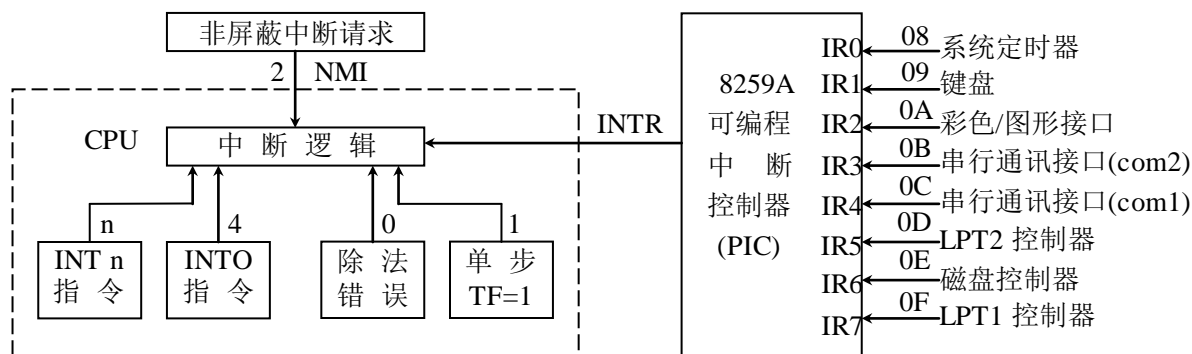 非屏蔽中断请求
2 NMI
CPU
中 断 逻 辑
INTR
n
4
0
1
INT n
指 令
INTO
指 令
除 法
错 误
单 步
TF=1
8259A
可编程
中 断
控制器
(PIC)
IR0 08 系统定时器
IR1 09 键盘
IR2 0A 彩色/图形接口
IR3 0B 串行通讯接口(com2)
IR4 0C 串行通讯接口(com1)
IR5 0D LPT2 控制器
IR6 0E 磁盘控制器
IR7 0F LPT1 控制器